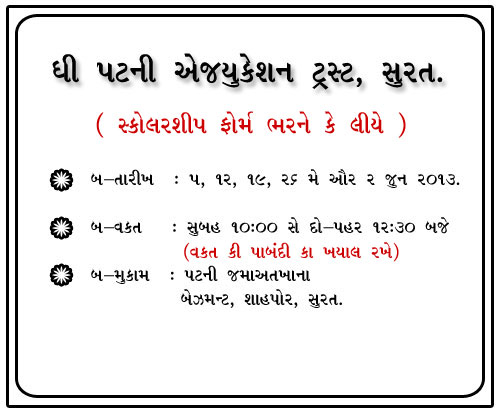 ઘી પટની એજયુકેશન ટ્રસ્ટ, સુરત.
( સ્કોલરશીપ ફોર્મ ભરને કે લીયે )
બ–તારીખ : ૫, ૧૨, ૧૯, ૨૬ મે ઔર ૨ જુન ૨૦૧૩.
બ–વકત : સુબહ ૧૦:૦૦ સે દો–પહર ૧૨:૩૦ બજે
(વકત કી પાબંદી કા ખયાલ રખે)
બ–મુકામ : પટની જમાઅતખાના
બેઝમન્ટ, શાહપોર, સુરત.